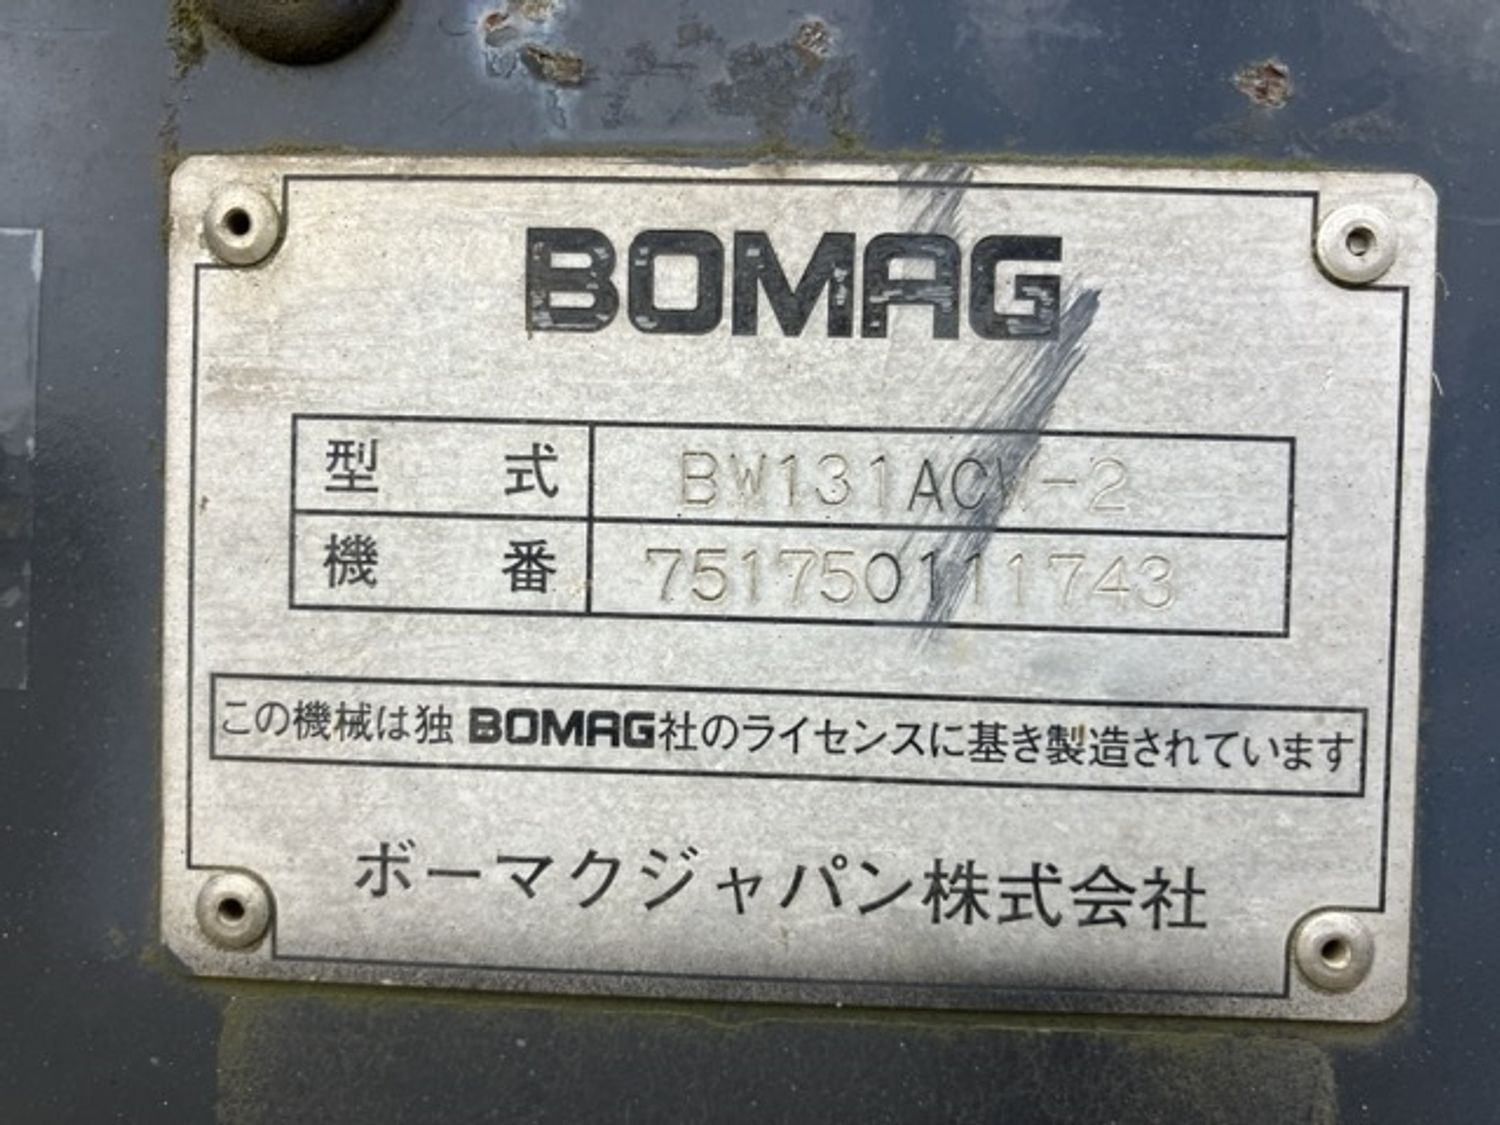 BOMAG
型式 BW131ACW-2
機番 751750111743
この機械は独BOMAG社のライセンスに基き製造されています
ボーマクジャパン株式会社